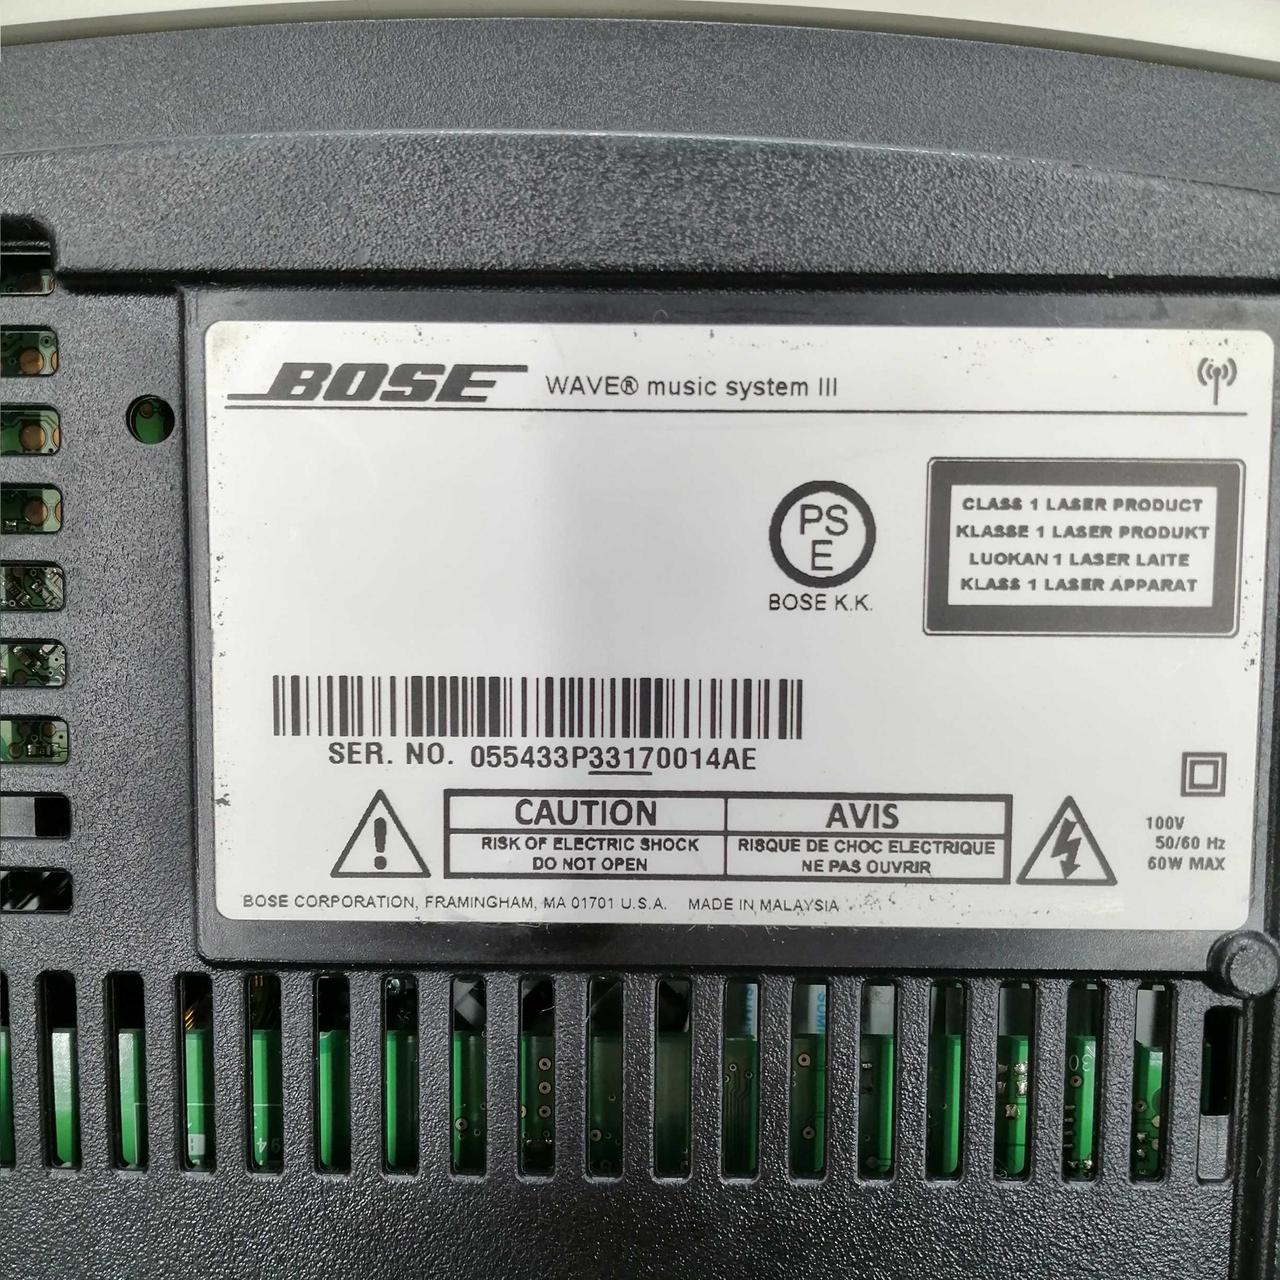 BOSE WAVE® music system III
PS
E
BOSE K.K.
CLASS 1 LASER PRODUCT
KLASSE 1 LASER PRODUKT
LUOKAN 1 LASER LAITE
KLASS 1 LASER APPARAT
SER. NO. 055433P33170014AE
CAUTION
RISK OF ELECTRIC SHOCK
DO NOT OPEN
AVIS
RISQUE DE CHOC ELECTRIQUE
NE PAS OUVRIR
100V
50/60 Hz
60W MAX
BOSE CORPORATION, FRAMINGHAM, MA 01701 U.S.A. MADE IN MALAYSIA